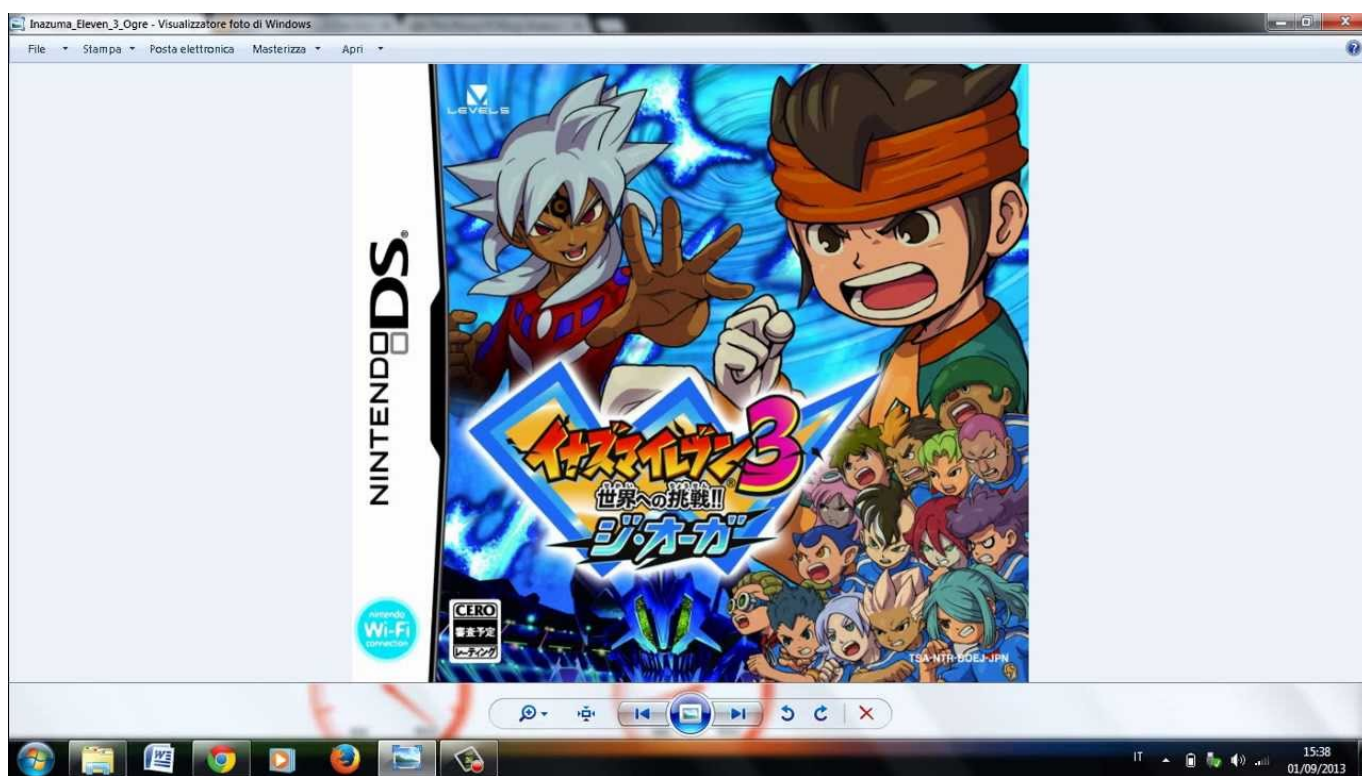 Inazuma_Eleven_3_Ogre - Visualizzatore foto di Windows
File Stampa Posta elettronica Masterizza Apri
LEVEL5
NINTENDO DS
イナズマイレブン3
世界への挑戦!!
ジ・オーガ
CERO
審査予定
レーティング
nintendo
Wi-Fi
connection
TSA-NTR-BOEJ-JPN
IT
15:38
01/09/2013